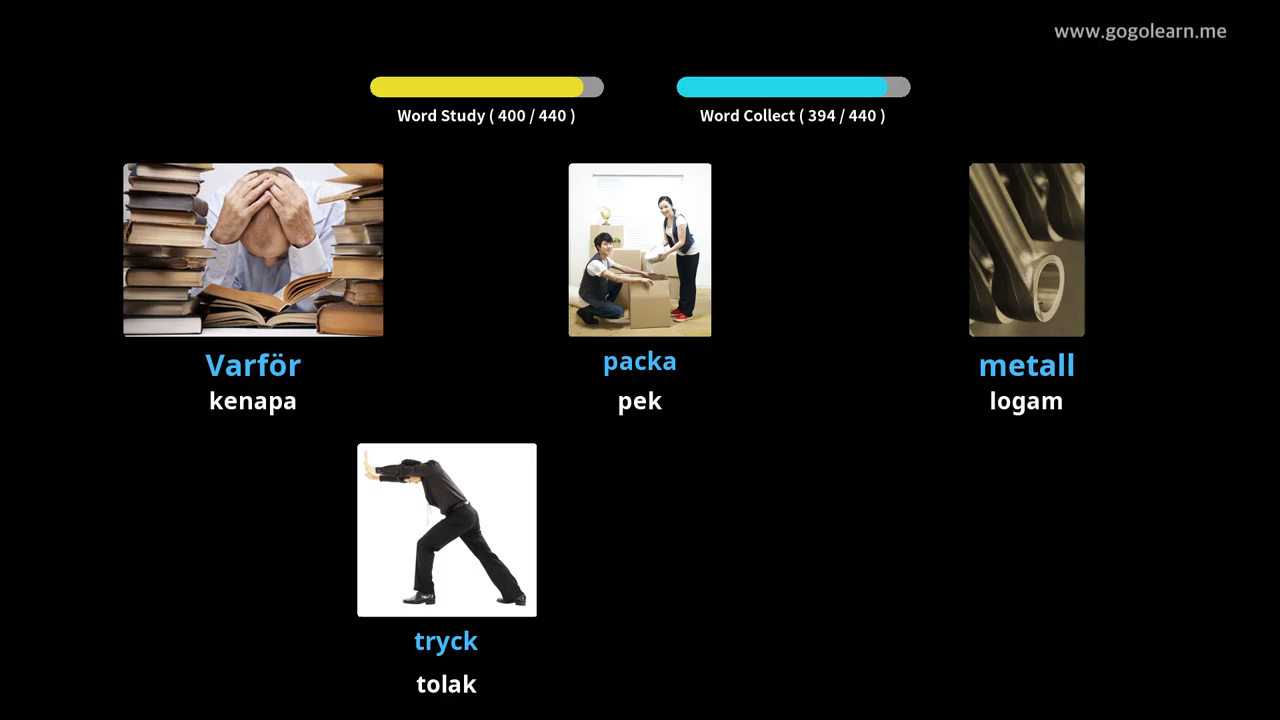 www.gogolearn.me
Word Study ( 400 / 440 )
Word Collect ( 394 / 440 )
Varför
kenapa
packa
pek
metall
logam
tryck
tolak